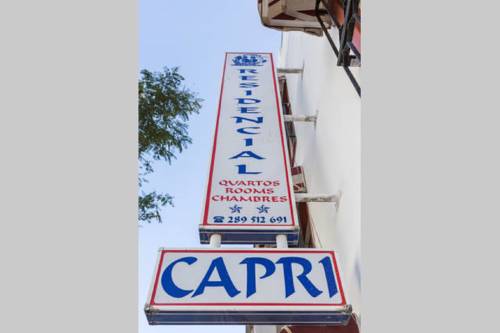 RESIDENCIAL
QUARTOS
ROOMS
CHAMBRES
☎ 289 512 691
CAPRI